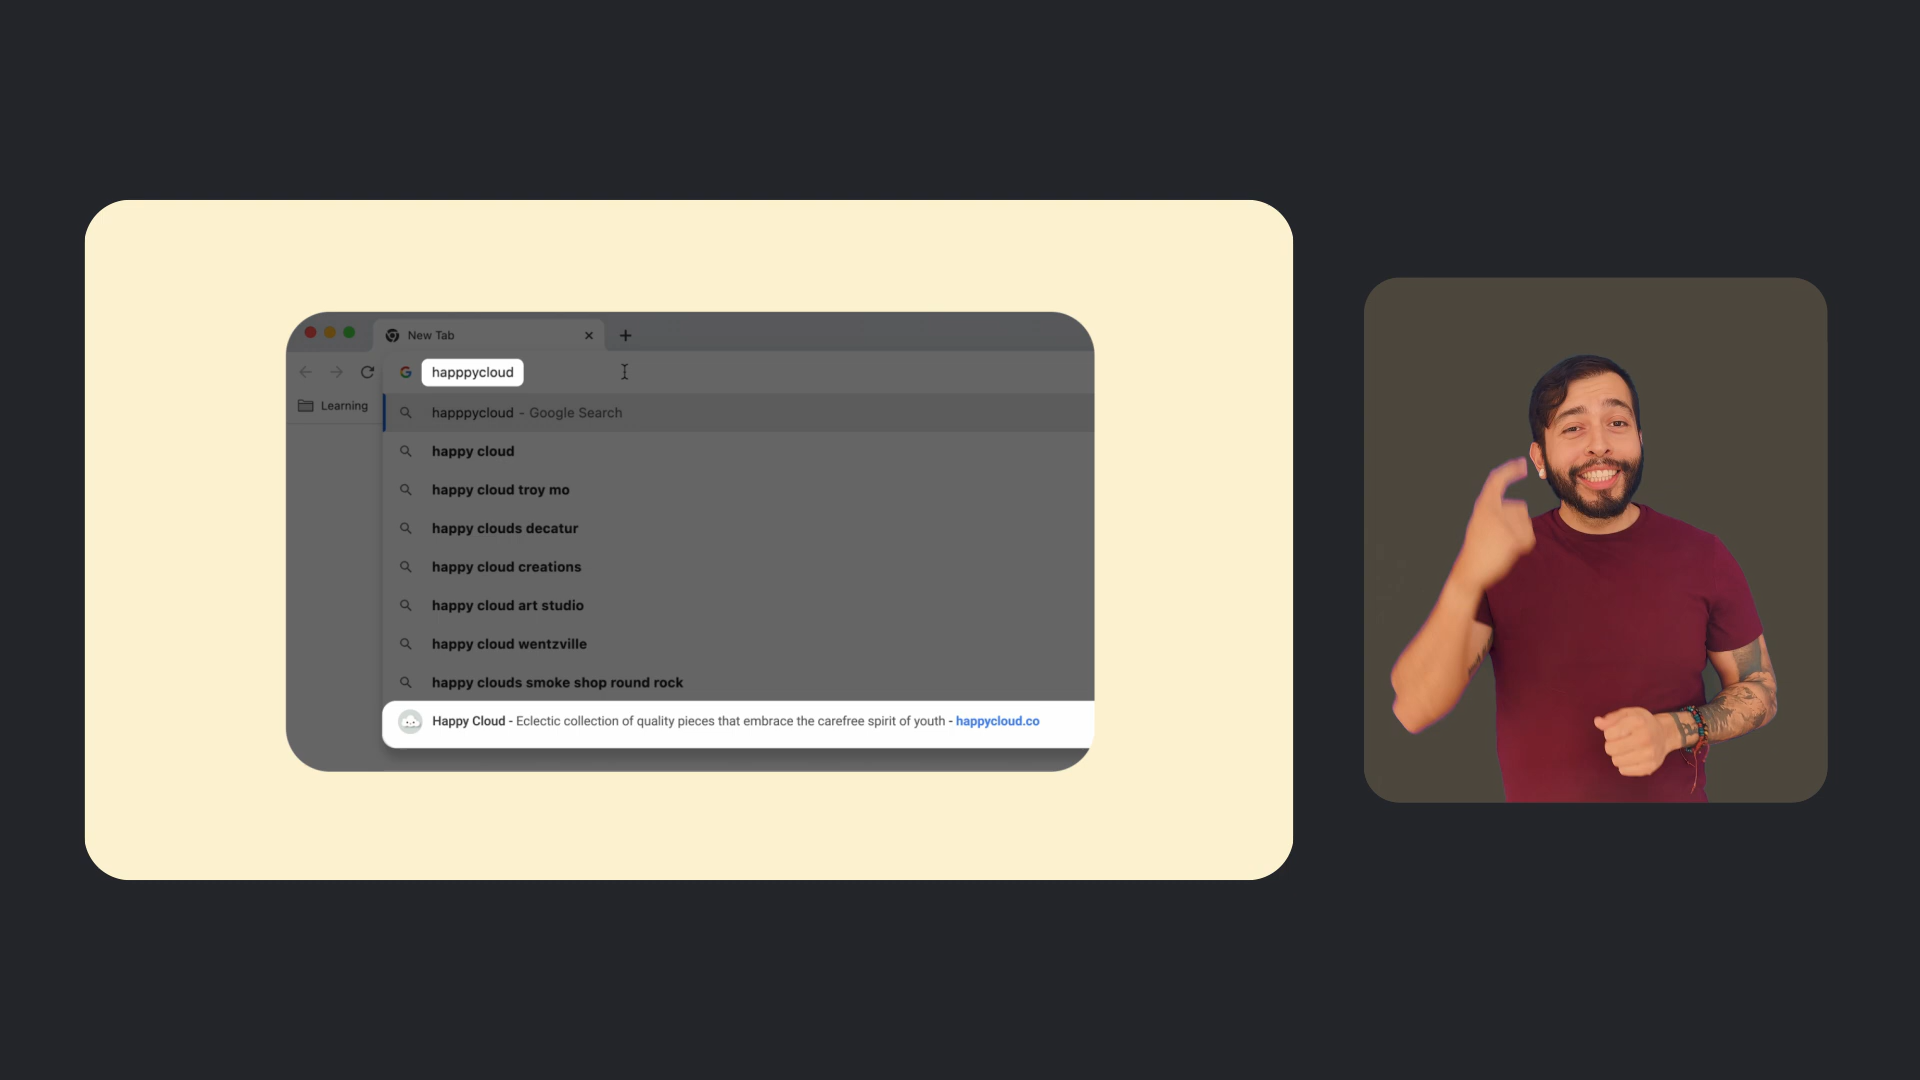 New Tab
happpycloud
Learning
happpycloud - Google Search
happy cloud
happy cloud troy mo
happy clouds decatur
happy cloud creations
happy cloud art studio
happy cloud wentzville
happy clouds smoke shop round rock
Happy Cloud - Eclectic collection of quality pieces that embrace the carefree spirit of youth - happycloud.co